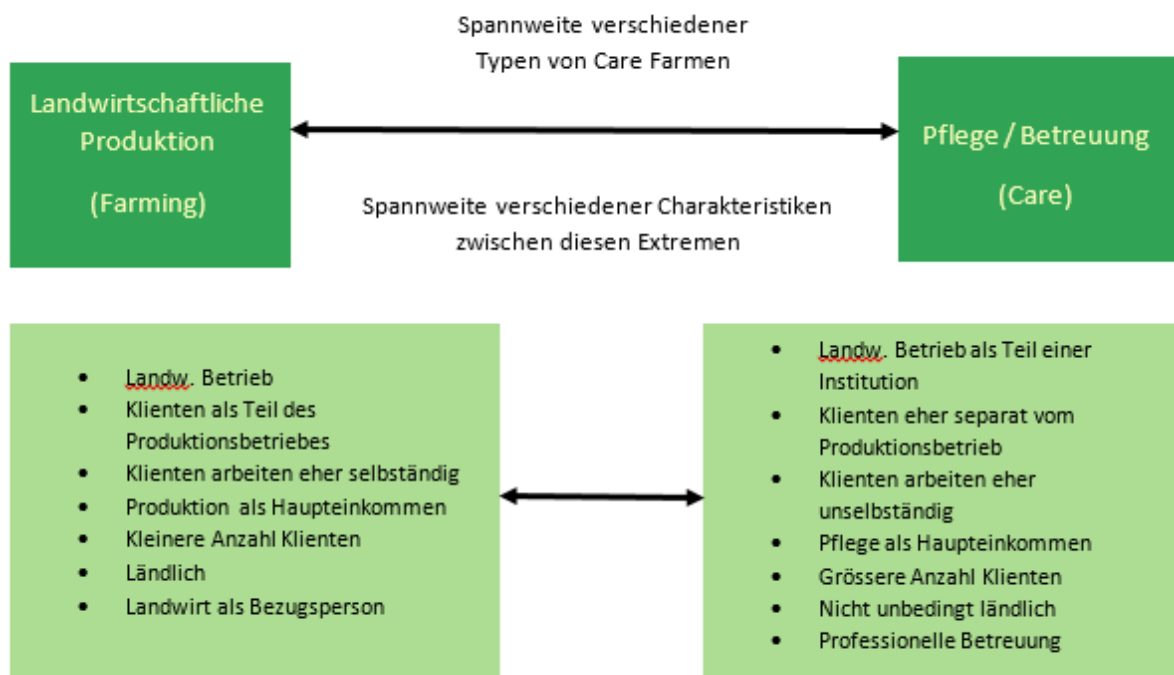 Spannweite verschiedener
Typen von Care Farmen
Landwirtschaftliche
Produktion
(Farming)
Pflege / Betreuung
(Care)
Spannweite verschiedener Charakteristiken
zwischen diesen Extremen
• Landw. Betrieb
• Klienten als Teil des
Produktionsbetriebes
• Klienten arbeiten eher selbständig
• Produktion als Haupteinkommen
• Kleinere Anzahl Klienten
• Ländlich
• Landwirt als Bezugsperson
• Landw. Betrieb als Teil einer
Institution
• Klienten eher separat vom
Produktionsbetrieb
• Klienten arbeiten eher
unselbständig
• Pflege als Haupteinkommen
• Grössere Anzahl Klienten
• Nicht unbedingt ländlich
• Professionelle Betreuung